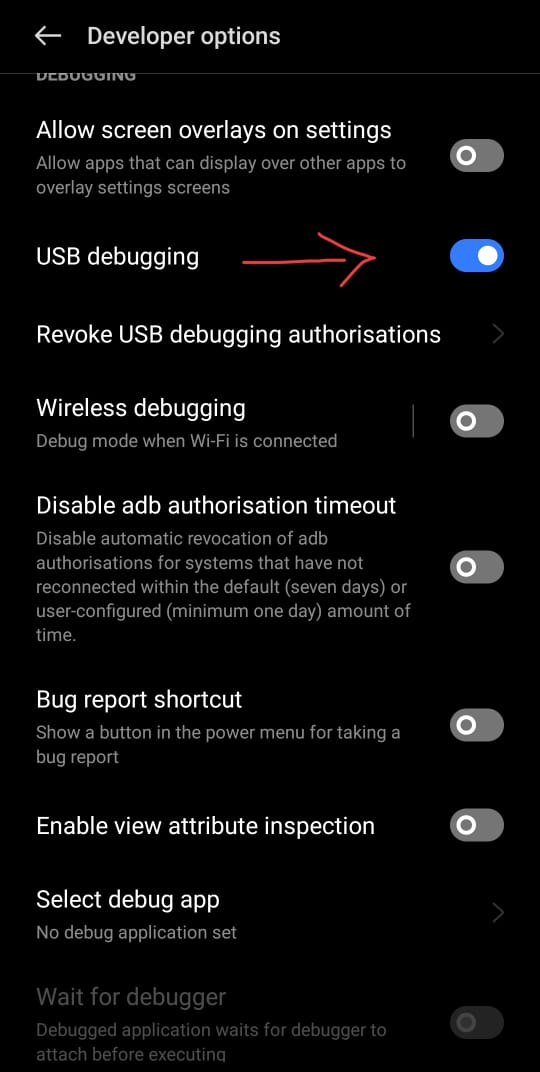 Developer options
DEBUGGING
Allow screen overlays on settings
Allow apps that can display over other apps to
overlay settings screens
USB debugging
Revoke USB debugging authorisations
Wireless debugging
Debug mode when Wi-Fi is connected
Disable adb authorisation timeout
Disable automatic revocation of adb
authorisations for systems that have not
reconnected within the default (seven days) or
user-configured (minimum one day) amount of
time.
Bug report shortcut
Show a button in the power menu for taking a
bug report
Enable view attribute inspection
Select debug app
No debug application set
Wait for debugger
Debugged application waits for debugger to
attach before executing